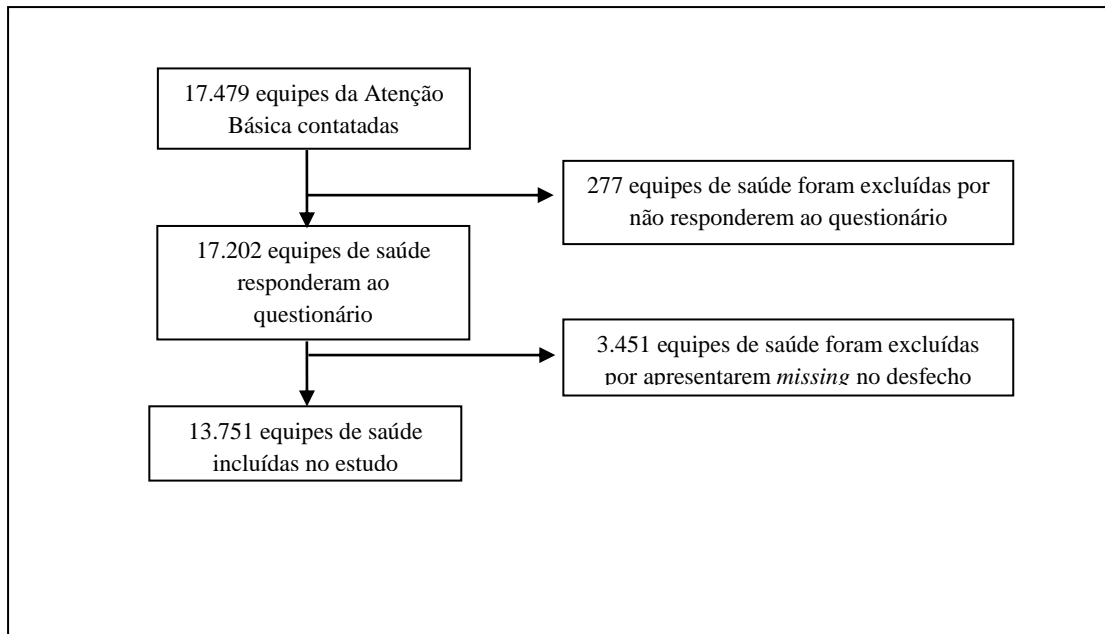 17.479 equipes da Atenção
Básica contatadas
277 equipes de saúde foram excluídas por
não responderem ao questionário
17.202 equipes de saúde
responderam ao
questionário
3.451 equipes de saúde foram excluídas
por apresentarem missing no desfecho
13.751 equipes de saúde
incluídas no estudo